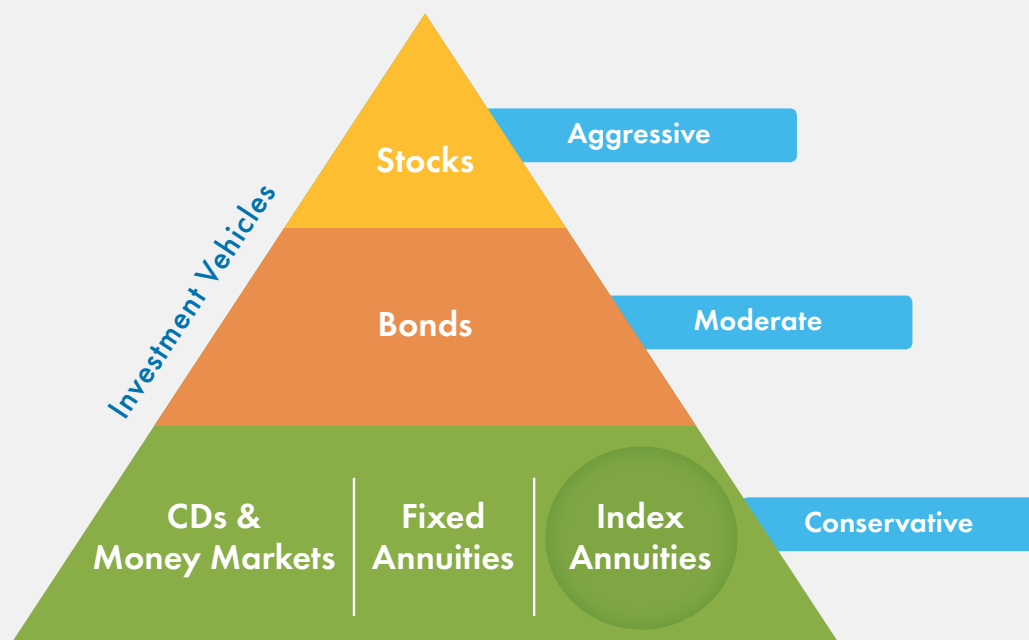 Aggressive
Stocks
Investment Vehicles
Moderate
Bonds
Conservative
CDs &
Money Markets
Fixed
Annuities
Index
Annuities